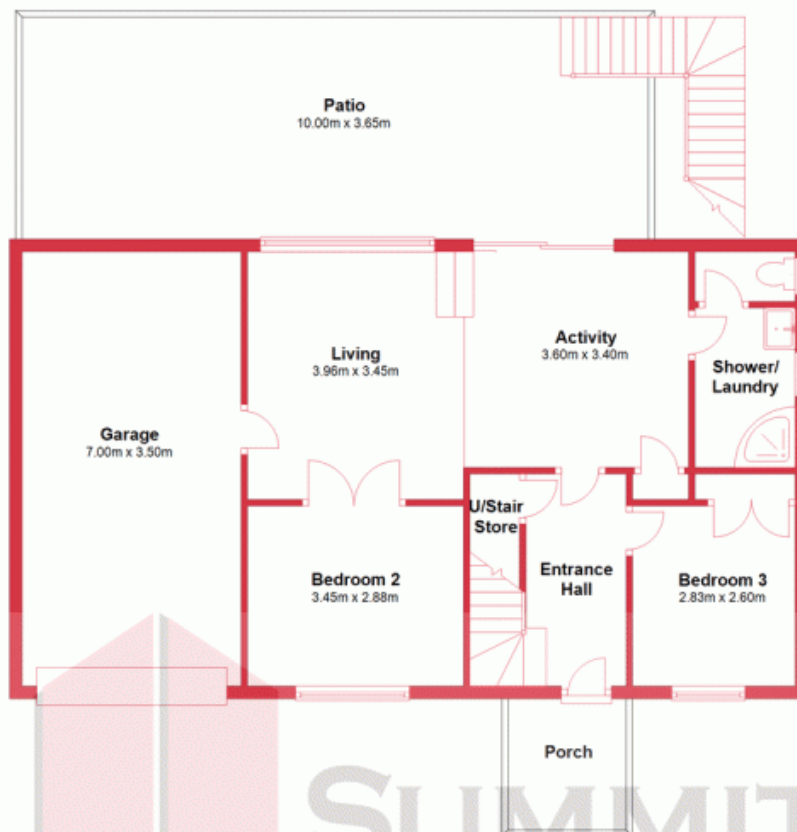 Patio
10.00m x 3.65m
Living
3.96m x 3.45m
Activity
3.60m x 3.40m
Shower/
Laundry
Garage
7.00m x 3.50m
U/Stair
Store
Entrance
Hall
Bedroom 2
3.45m x 2.88m
Bedroom 3
2.83m x 2.60m
Porch
SUMMIT